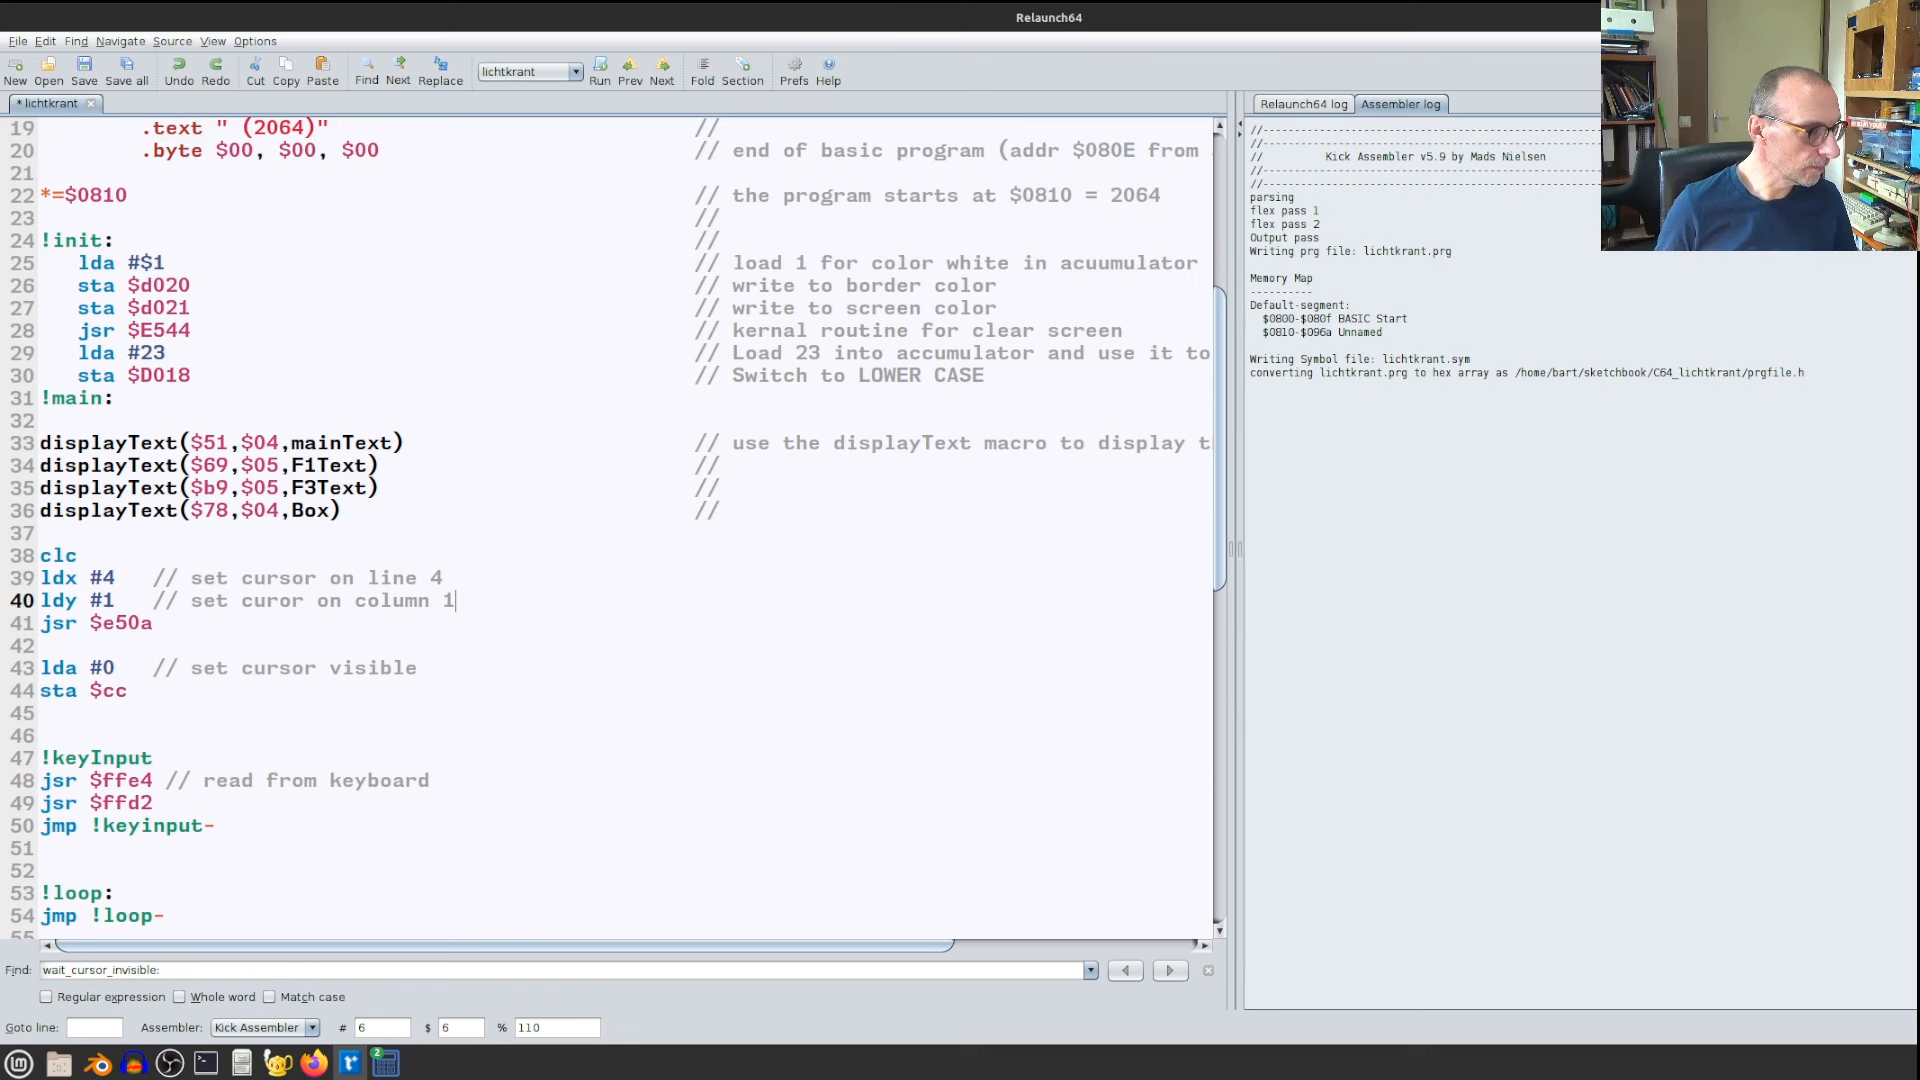 Relaunch64
File Edit Find Navigate Source View Options
New Open Save Save all Undo Redo Cut Copy Paste Find Next Replace lichtkrant Run Prev Next Fold Section Prefs Help
* lichtkrant
19 .text " (2064)" //
20 .byte $00, $00, $00 // end of basic program (addr $080E from
21
22 *=$0810 // the program starts at $0810 = 2064
23 //
24 !init: //
25 lda #$1 // load 1 for color white in acuumulator
26 sta $d020 // write to border color
27 sta $d021 // write to screen color
28 jsr $E544 // kernal routine for clear screen
29 lda #23 // Load 23 into accumulator and use it to
30 sta $D018 // Switch to LOWER CASE
31 !main:
32
33 displayText($51,$04,mainText) // use the displayText macro to display t
34 displayText($69,$05,F1Text) //
35 displayText($b9,$05,F3Text) //
36 displayText($78,$04,Box) //
37
38 clc
39 ldx #4 // set cursor on line 4
40 ldy #1 // set curor on column 1
41 jsr $e50a
42
43 lda #0 // set cursor visible
44 sta $cc
45
46
47 !keyInput
48 jsr $ffe4 // read from keyboard
49 jsr $ffd2
50 jmp !keyinput-
51
52
53 !loop:
54 jmp !loop-
55
Find: wait_cursor_invisible:
Regular expression Whole word Match case
Goto line: Assembler: Kick Assembler # 6 $ 6 % 110
Relaunch64 log Assembler log
//------------------------------------------------------
//------------------------------------------------------
// Kick Assembler v5.9 by Mads Nielsen
//------------------------------------------------------
//------------------------------------------------------
parsing
flex pass 1
flex pass 2
Output pass
Writing prg file: lichtkrant.prg
Memory Map
----------
Default-segment:
$0800-$080f BASIC Start
$0810-$096a Unnamed
Writing Symbol file: lichtkrant.sym
converting lichtkrant.prg to hex array as /home/bart/sketchbook/C64_lichtkrant/prgfile.h
2